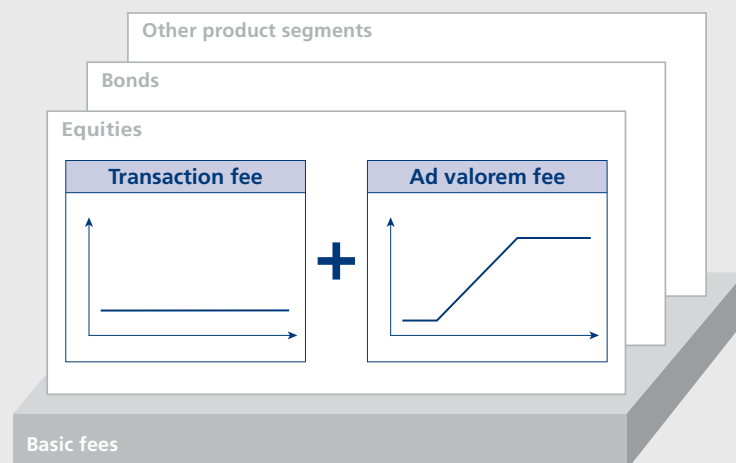 Other product segments
Bonds
Equities
Transaction fee
Ad valorem fee
+
Basic fees